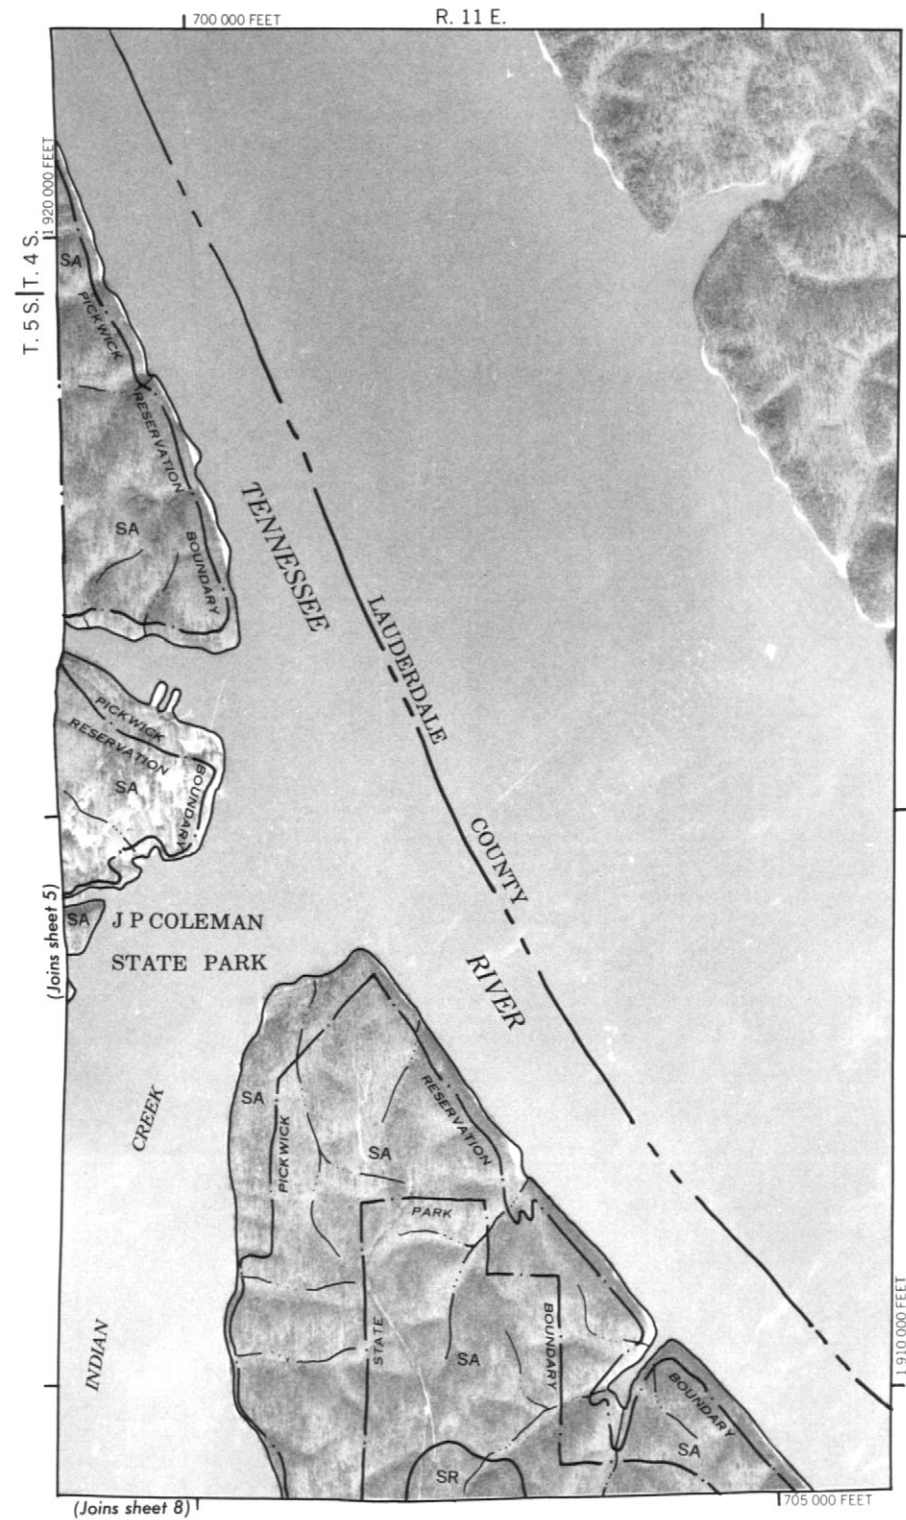 700 000 FEET
R. 11 E.
1 920 000 FEET
T. 5 S. | T. 4 S.
SA
PICKWICK
RESERVATION
BOUNDARY
SA
TENNESSEE
RIVER
LAUDERDALE
COUNTY
PICKWICK
RESERVATION
BOUNDARY
SA
(Joins sheet 5)
SA
J P COLEMAN
STATE PARK
INDIAN
CREEK
SA
PICKWICK
RESERVATION
SA
PARK
STATE
BOUNDARY
SA
BOUNDARY
SA
SR
1 910 000 FEET
(Joins sheet 8)
705 000 FEET